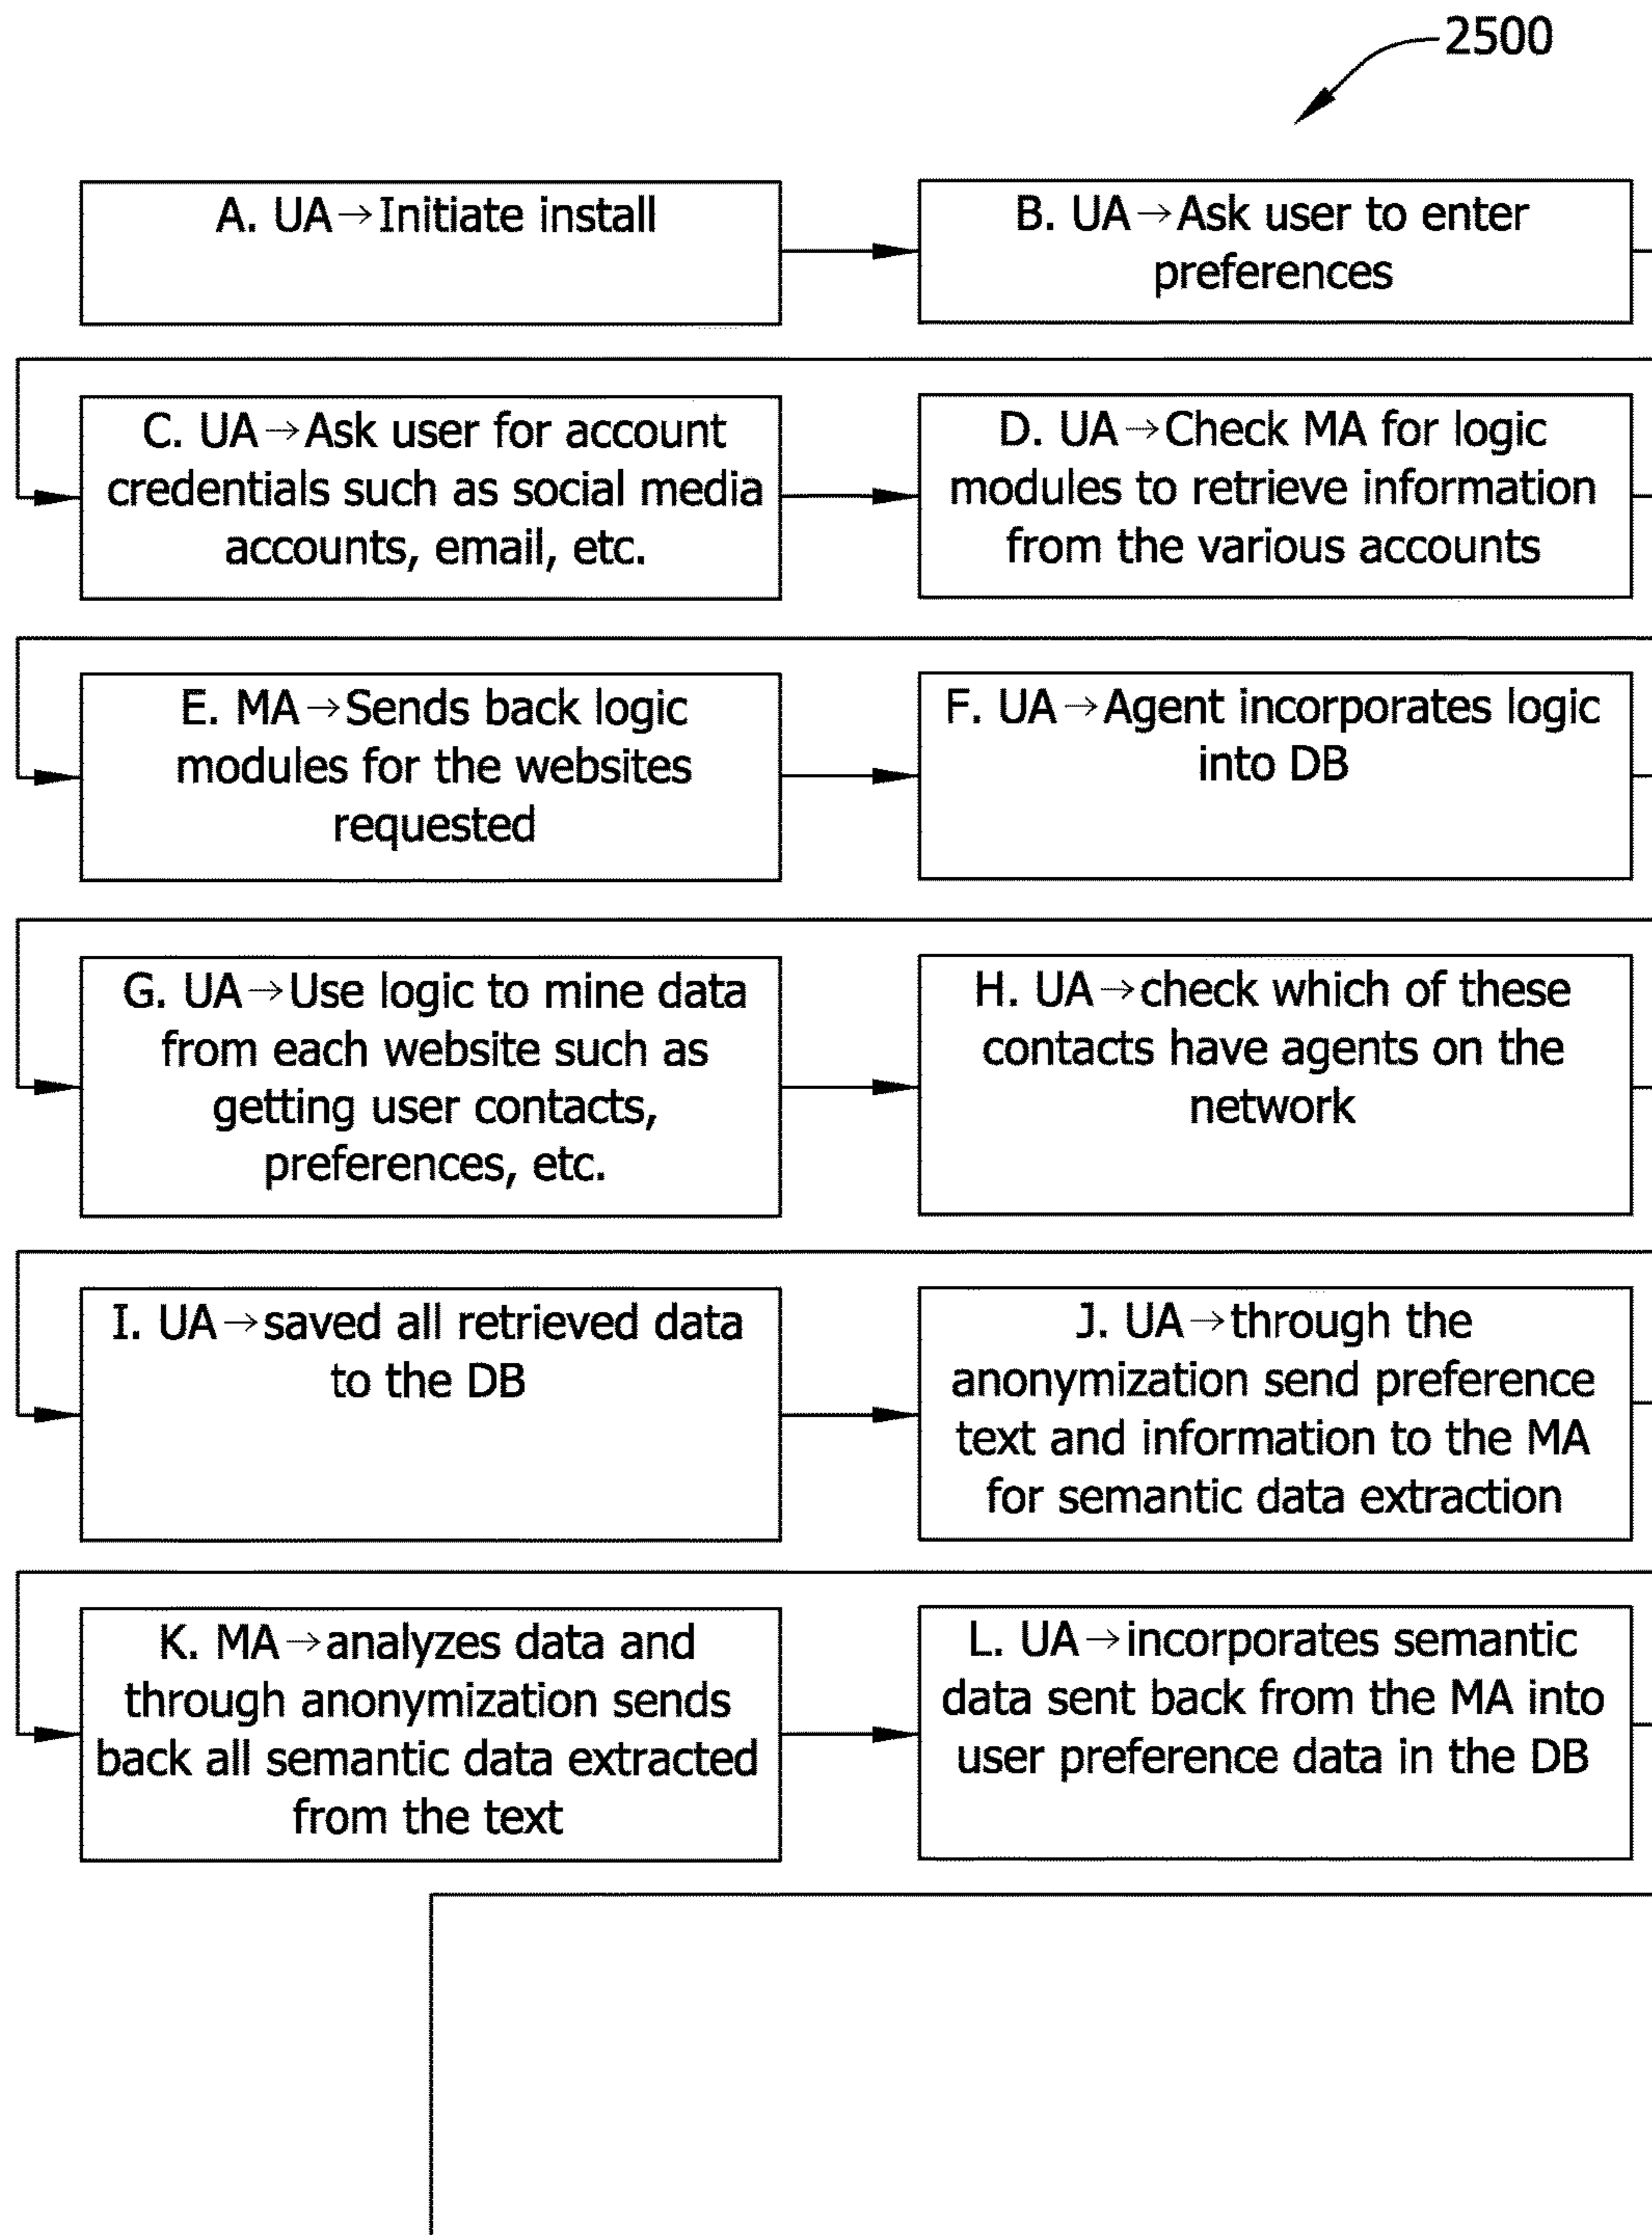 2500
A. UA→Initiate install
B. UA→Ask user to enter
preferences
C. UA→Ask user for account
credentials such as social media
accounts, email, etc.
D. UA→Check MA for logic
modules to retrieve information
from the various accounts
E. MA→Sends back logic
modules for the websites
requested
F. UA→Agent incorporates logic
into DB
G. UA→Use logic to mine data
from each website such as
getting user contacts,
preferences, etc.
H. UA→check which of these
contacts have agents on the
network
I. UA→saved all retrieved data
to the DB
J. UA→through the
anonymization send preference
text and information to the MA
for semantic data extraction
K. MA→analyzes data and
through anonymization sends
back all semantic data extracted
from the text
L. UA→incorporates semantic
data sent back from the MA into
user preference data in the DB